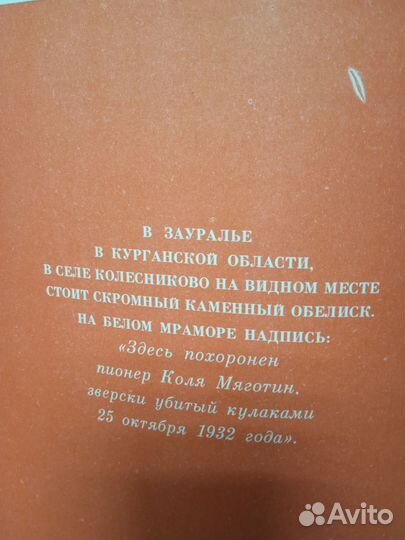 В ЗАУРАЛЬЕ
В КУРГАНСКОЙ ОБЛАСТИ,
В СЕЛЕ КОЛЕСНИКОВО НА ВИДНОМ МЕСТЕ
СТОИТ СКРОМНЫЙ КАМЕННЫЙ ОБЕЛИСК.
НА БЕЛОМ МРАМОРЕ НАДПИСЬ:
«Здесь похоронен
пионер Коля Мяготин,
зверски убитый кулаками
25 октября 1932 года».
Avito